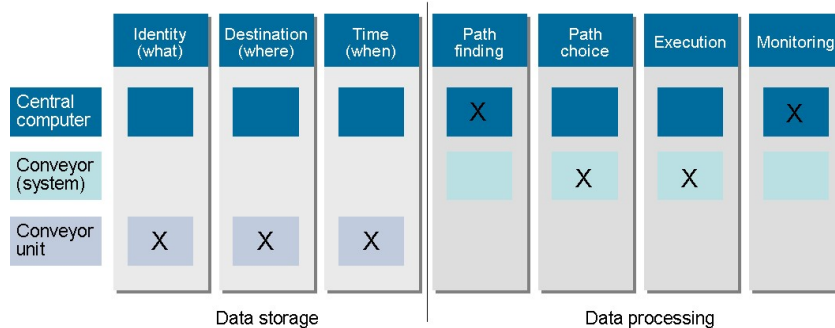 Identity
(what)
Destination
(where)
Time
(when)
Path
finding
Path
choice
Execution
Monitoring
Central
computer
X
X
Conveyor
(system)
X
X
Conveyor
unit
X
X
X
Data storage
Data processing